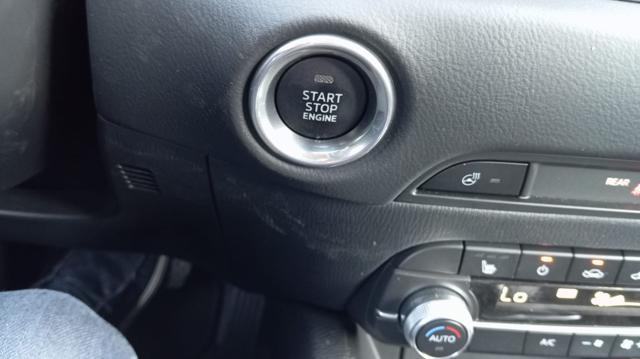 START
STOP
ENGINE
REAR
Lo
AUTO
A/C